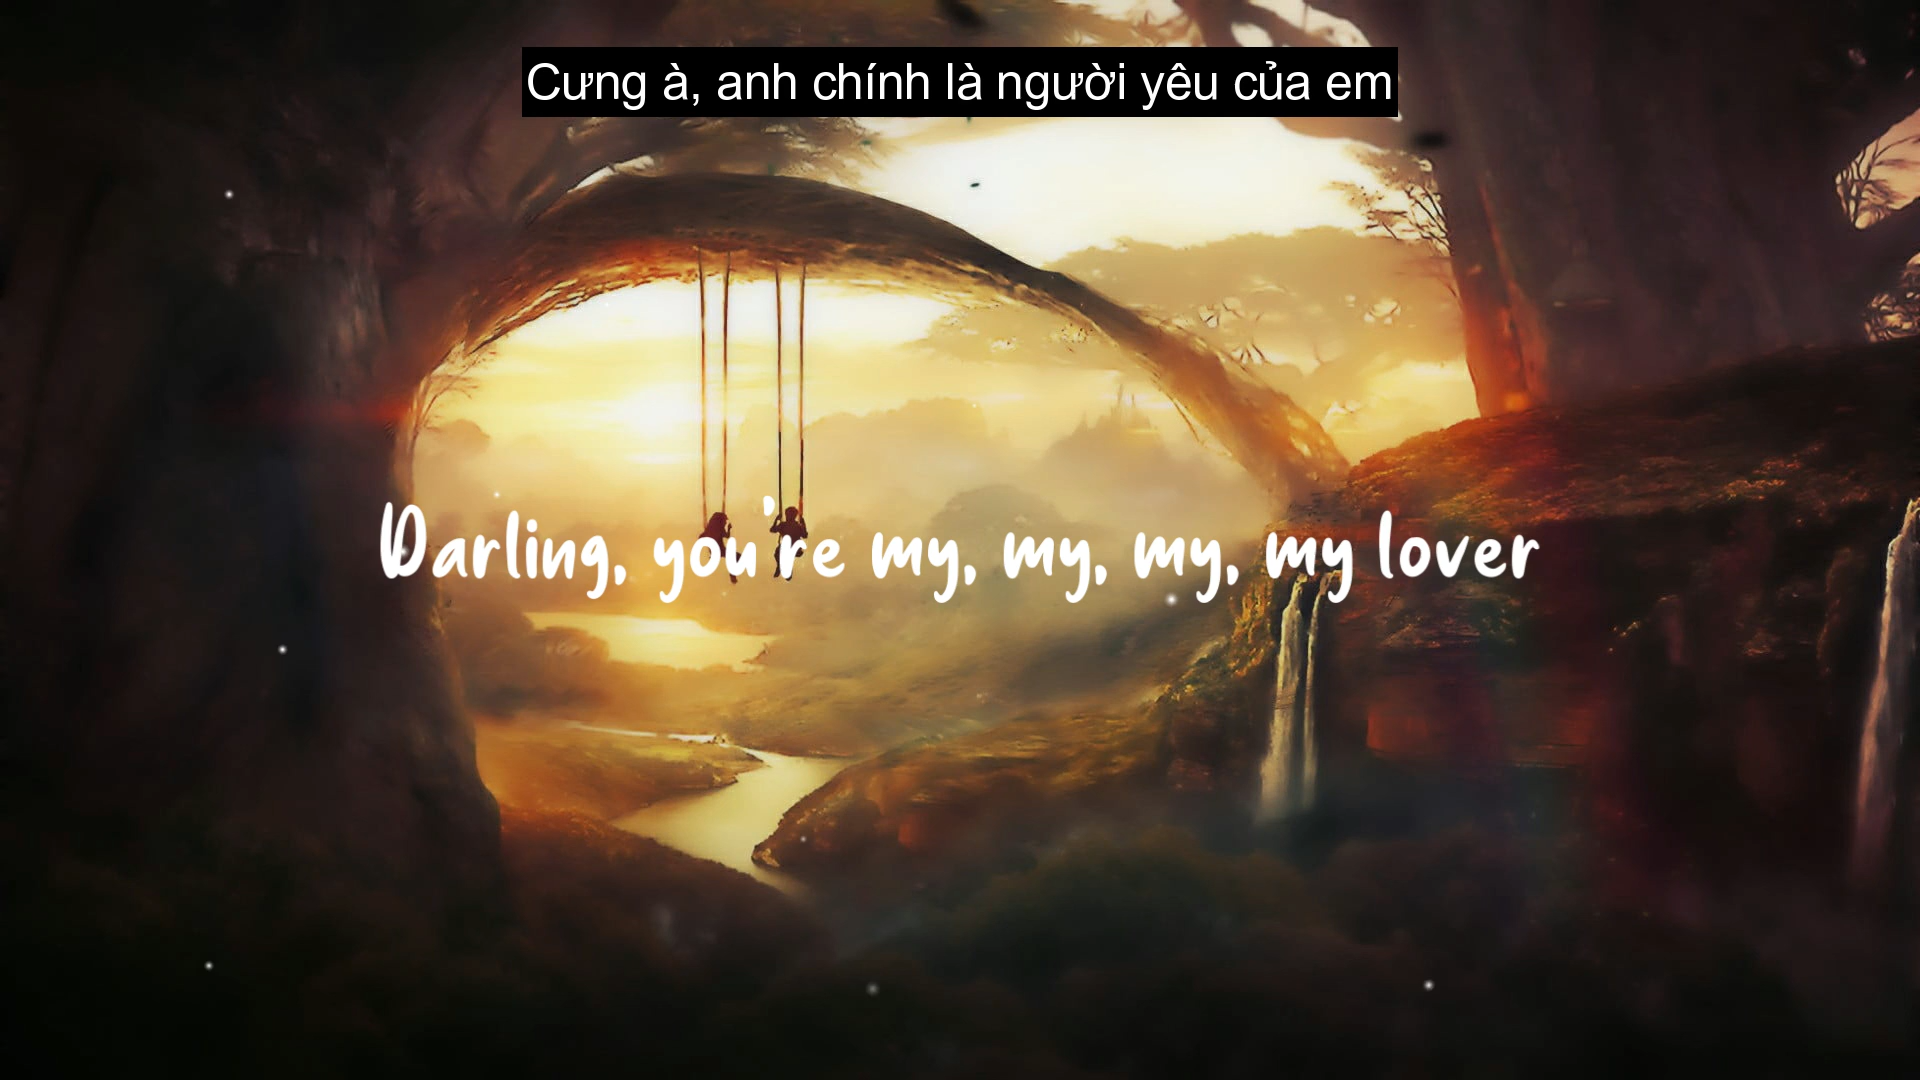 Cưng à, anh chính là người yêu của em
Darling, you're my, my, my, my lover